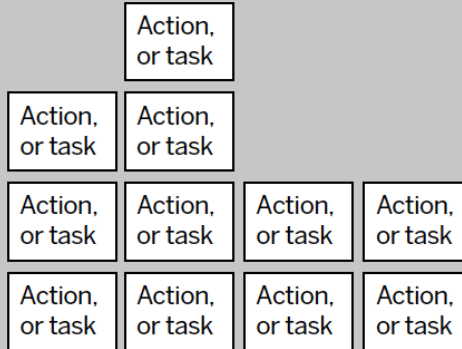 Action,
or task
Action,
or task
Action,
or task
Action,
or task
Action,
or task
Action,
or task
Action,
or task
Action,
or task
Action,
or task
Action,
or task
Action,
or task